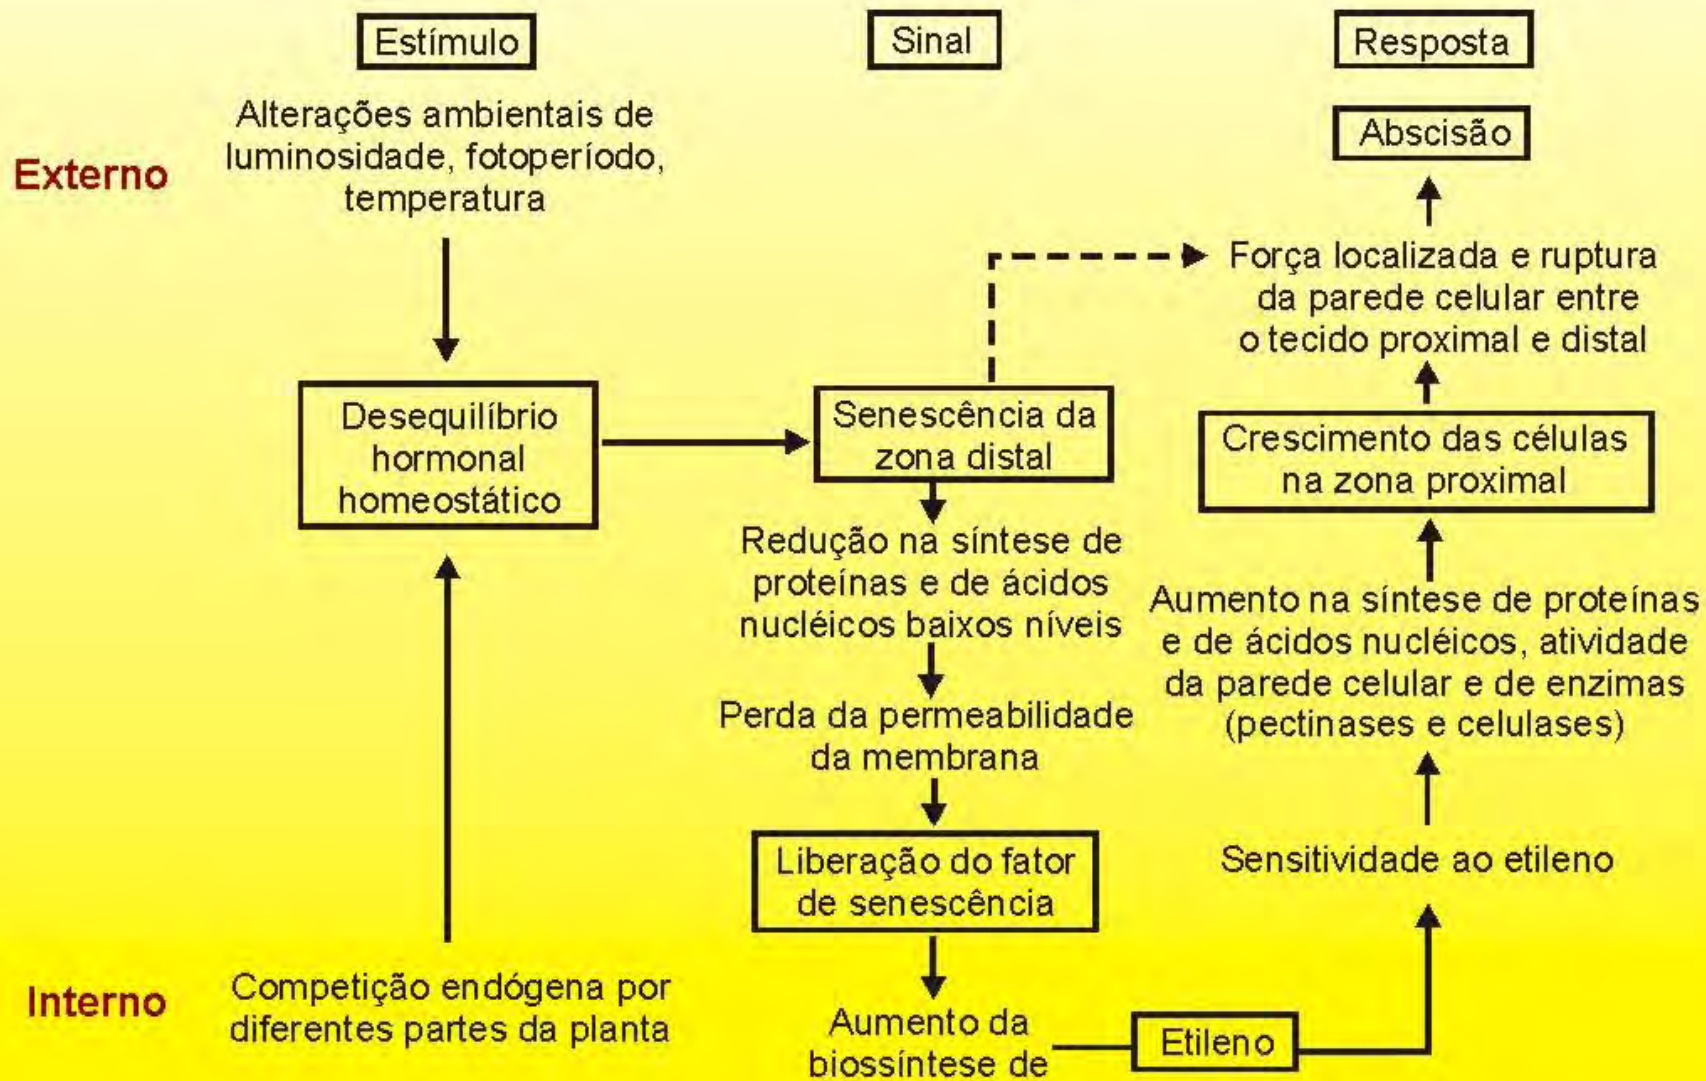 Estímulo
Sinal
Resposta
Externo
Alterações ambientais de
luminosidade, fotoperíodo,
temperatura
Desequilíbrio
hormonal
homeostático
Interno
Competição endógena por
diferentes partes da planta
Senescência da
zona distal
Redução na síntese de
proteínas e de ácidos
nucléicos baixos níveis
Perda da permeabilidade
da membrana
Liberação do fator
de senescência
Aumento da
biossíntese de
Etileno
Abscisão
Força localizada e ruptura
da parede celular entre
o tecido proximal e distal
Crescimento das células
na zona proximal
Aumento na síntese de proteínas
e de ácidos nucléicos, atividade
da parede celular e de enzimas
(pectinases e celulases)
Sensitividade ao etileno